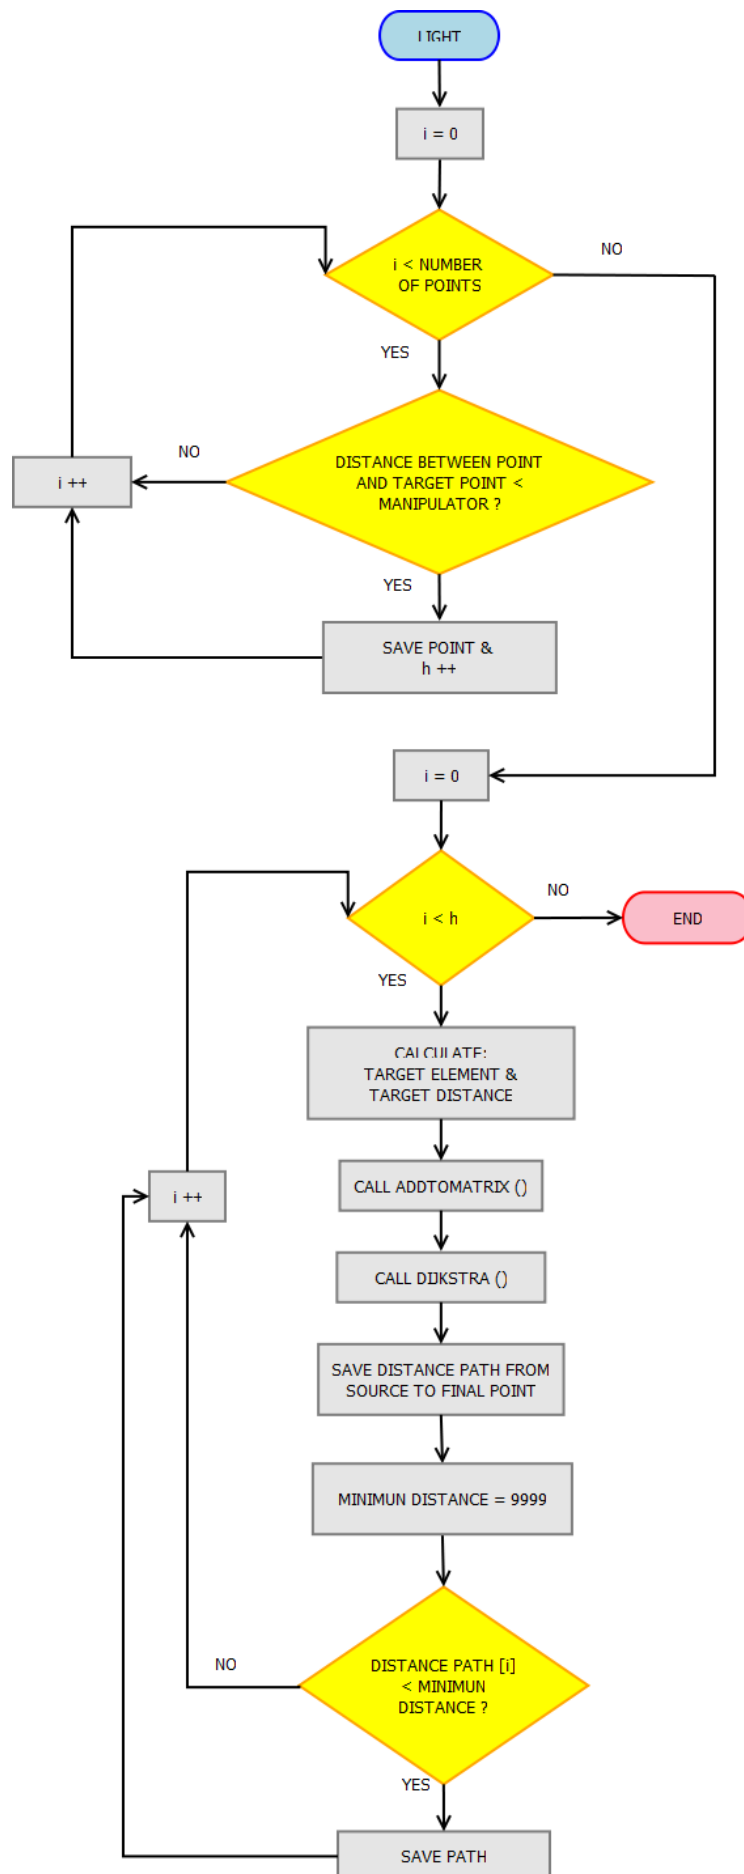 LIGHT
i = 0
i < NUMBER
OF POINTS
NO
YES
DISTANCE BETWEEN POINT
AND TARGET POINT <
MANIPULATOR ?
NO
i ++
YES
SAVE POINT &
h ++
i = 0
i < h
NO
END
YES
CALCULATE:
TARGET ELEMENT &
TARGET DISTANCE
i ++
CALL ADDTOMATRIX ()
CALL DIJKSTRA ()
SAVE DISTANCE PATH FROM
SOURCE TO FINAL POINT
MINIMUN DISTANCE = 9999
DISTANCE PATH [i]
< MINIMUN
DISTANCE ?
NO
YES
SAVE PATH